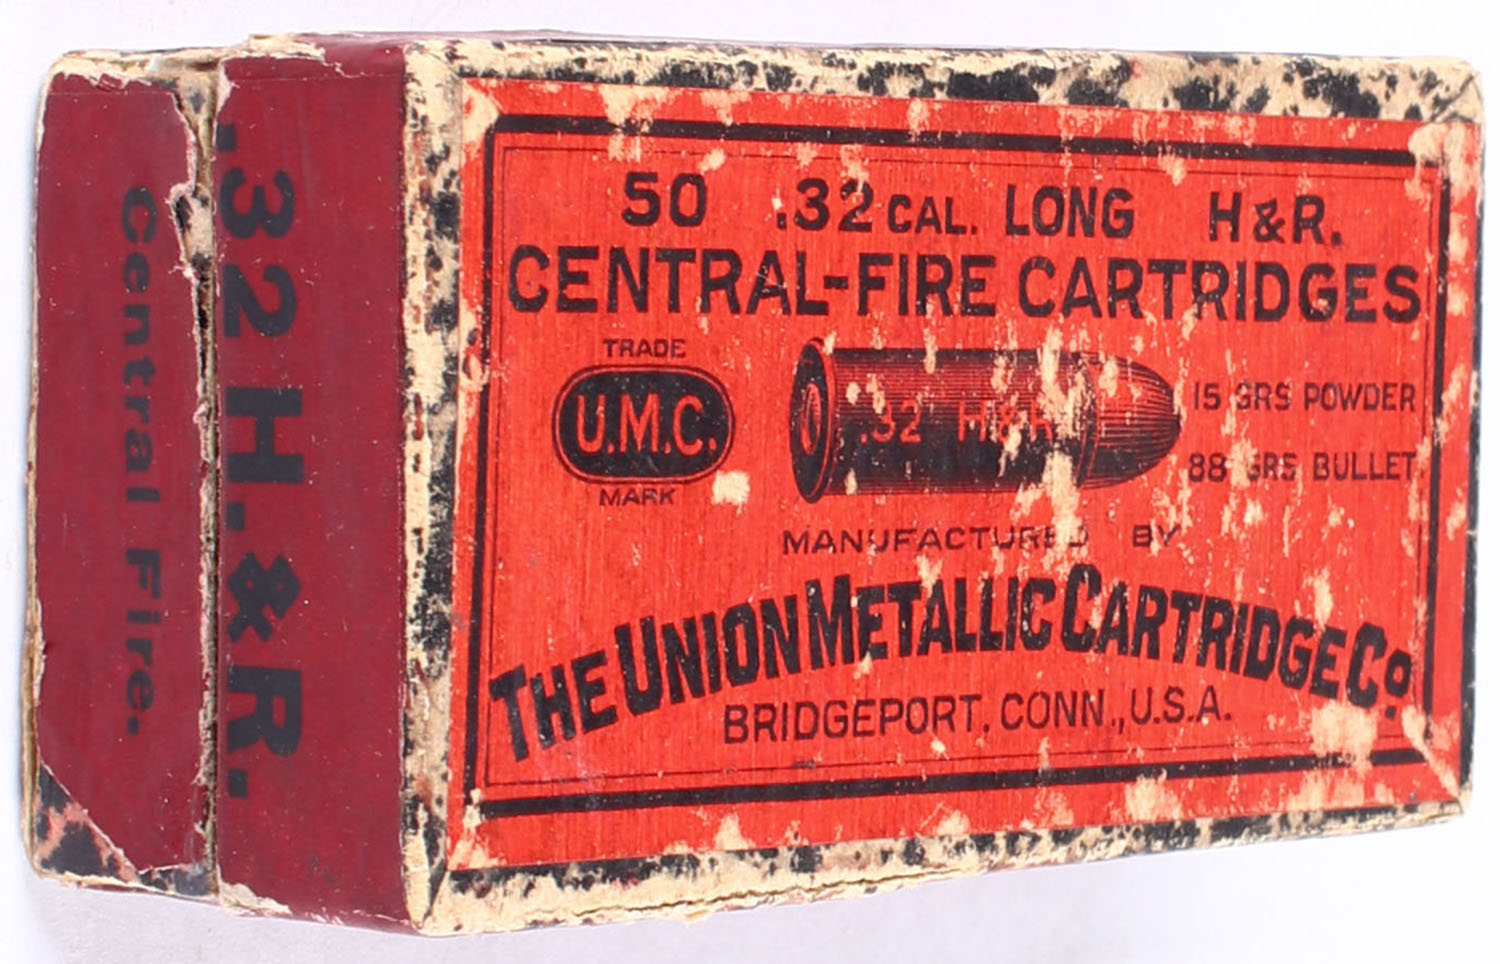 50 .32 CAL. LONG H & R.
CENTRAL-FIRE CARTRIDGES
TRADE
U.M.C.
MARK
.32 H & R
15 GRS POWDER
88 GRS BULLET.
MANUFACTURED BY
THE UNION METALLIC CARTRIDGE CO.
BRIDGEPORT, CONN., U.S.A.
.32 H. & R.
Central Fire.